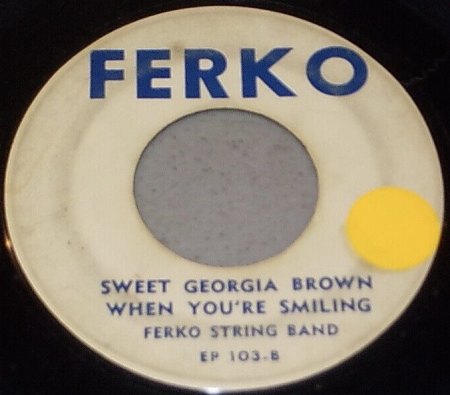 FERKO
SWEET GEORGIA BROWN
WHEN YOU'RE SMILING
FERKO STRING BAND
EP 103-B